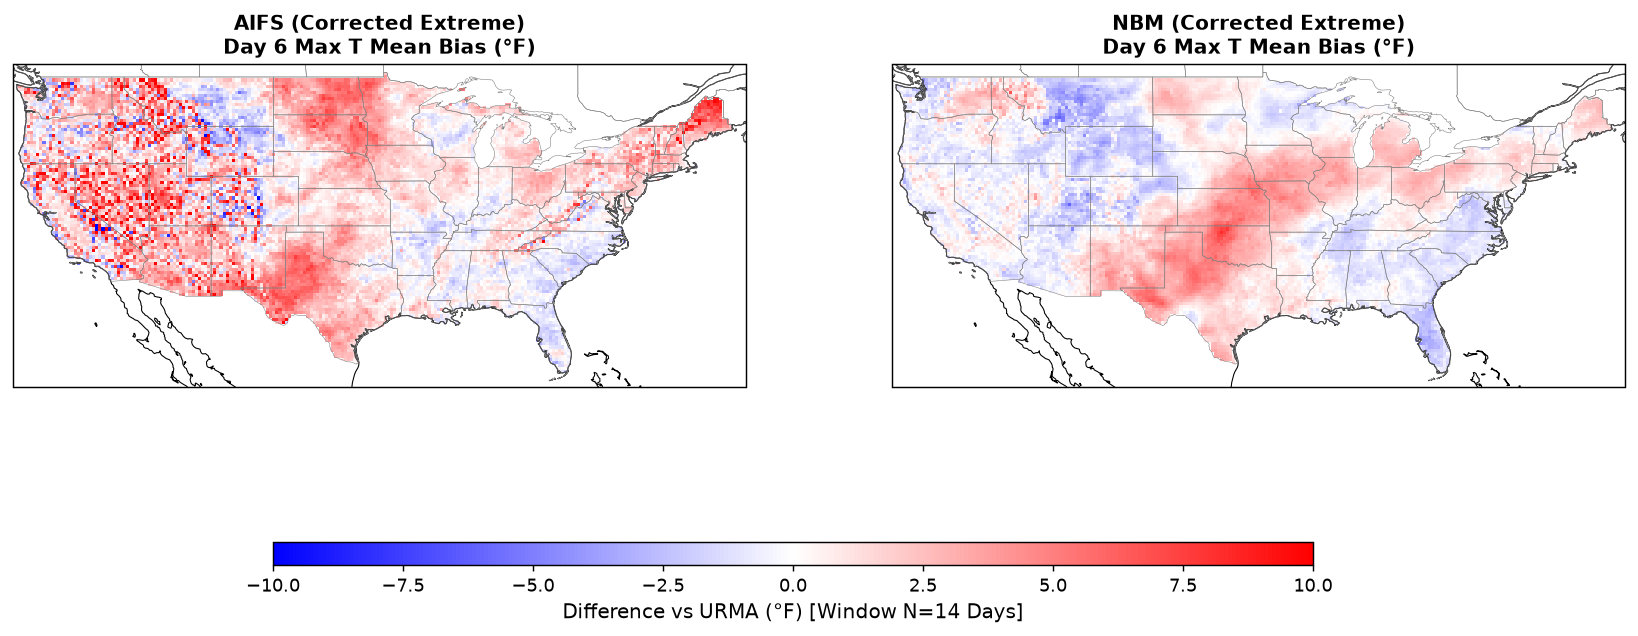 AIFS (Corrected Extreme)
Day 6 Max T Mean Bias (°F)
NBM (Corrected Extreme)
Day 6 Max T Mean Bias (°F)
−10.0 −7.5 −5.0 −2.5 0.0 2.5 5.0 7.5 10.0
Difference vs URMA (°F) [Window N=14 Days]